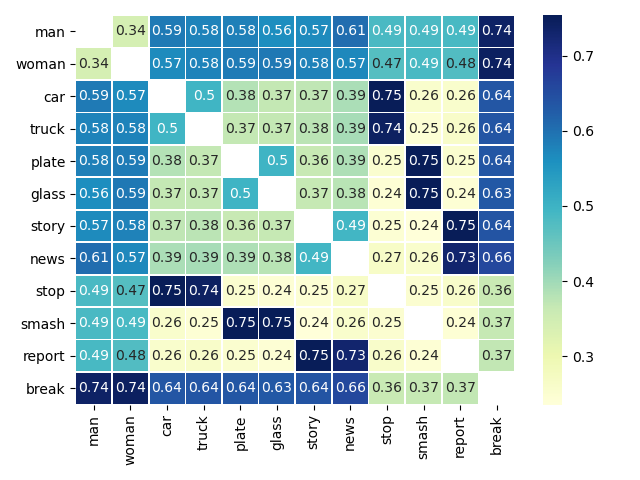 man 0.34 0.59 0.58 0.58 0.56 0.57 0.61 0.49 0.49 0.49 0.74
woman 0.34 0.57 0.58 0.59 0.59 0.58 0.57 0.47 0.49 0.48 0.74
car 0.59 0.57 0.5 0.38 0.37 0.37 0.39 0.75 0.26 0.26 0.64
truck 0.58 0.58 0.5 0.37 0.37 0.38 0.39 0.74 0.25 0.26 0.64
plate 0.58 0.59 0.38 0.37 0.5 0.36 0.39 0.25 0.75 0.25 0.64
glass 0.56 0.59 0.37 0.37 0.5 0.37 0.38 0.24 0.75 0.24 0.63
story 0.57 0.58 0.37 0.38 0.36 0.37 0.49 0.25 0.24 0.75 0.64
news 0.61 0.57 0.39 0.39 0.39 0.38 0.49 0.27 0.26 0.73 0.66
stop 0.49 0.47 0.75 0.74 0.25 0.24 0.25 0.27 0.25 0.26 0.36
smash 0.49 0.49 0.26 0.25 0.75 0.75 0.24 0.26 0.25 0.24 0.37
report 0.49 0.48 0.26 0.26 0.25 0.24 0.75 0.73 0.26 0.24 0.37
break 0.74 0.74 0.64 0.64 0.64 0.63 0.64 0.66 0.36 0.37 0.37
man woman car truck plate glass story news stop smash report break
0.7
0.6
0.5
0.4
0.3